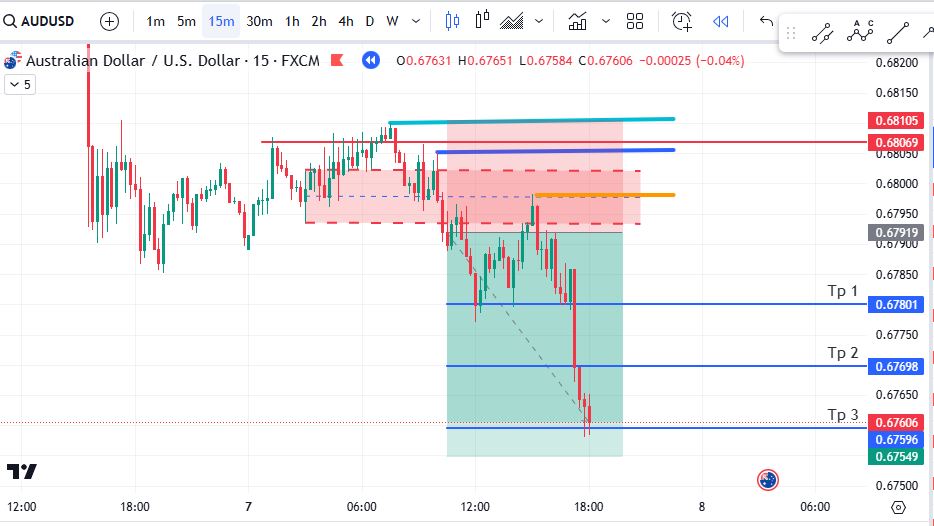 AUDUSD 1m 5m 15m 30m 1h 2h 4h D W
A C
Australian Dollar / U.S. Dollar · 15 · FXCM O0.67631 H0.67651 L0.67584 C0.67606 −0.00025 (−0.04%)
5
0.68200
0.68150
0.68105
0.68069
0.68050
0.68000
0.67950
0.67919
0.67900
0.67850
Tp 1
0.67801
0.67750
Tp 2
0.67698
0.67650
Tp 3
0.67606
0.67596
0.67549
0.67500
12:00 18:00 7 06:00 12:00 18:00 8 06:00